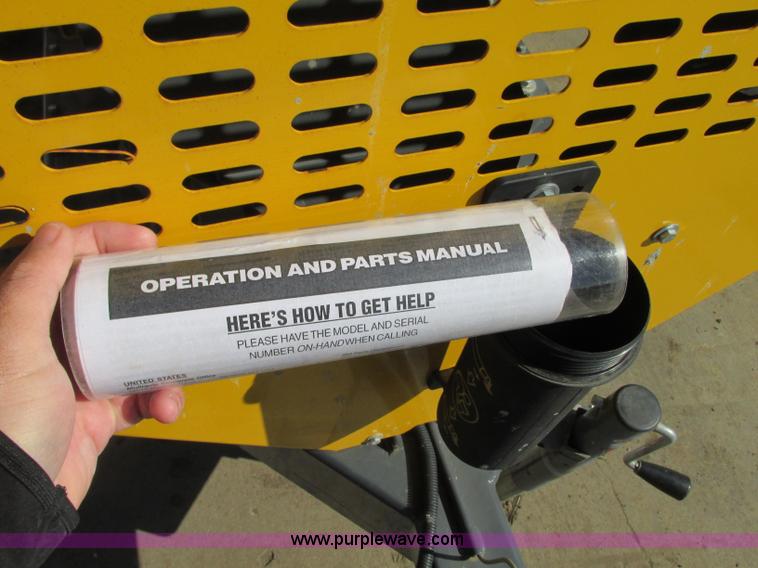 OPERATION AND PARTS MANUAL
HERE'S HOW TO GET HELP
PLEASE HAVE THE MODEL AND SERIAL
NUMBER ON-HAND WHEN CALLING
UNITED STATES
www.purplewave.com